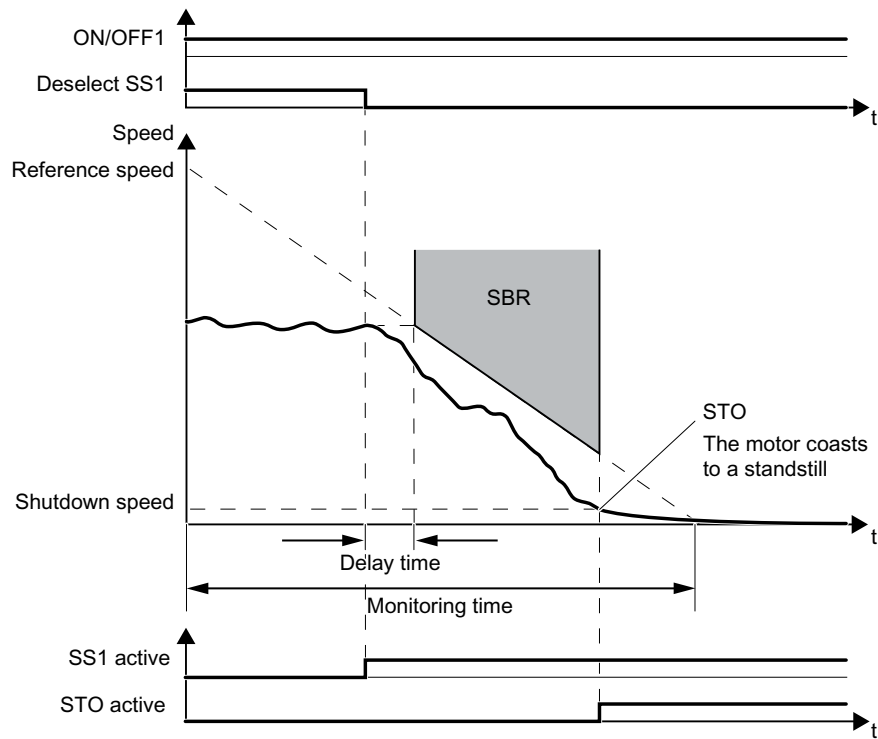 ON/OFF1
Deselect SS1
t
Speed
Reference speed
SBR
STO
The motor coasts
to a standstill
Shutdown speed
t
Delay time
Monitoring time
SS1 active
STO active
t